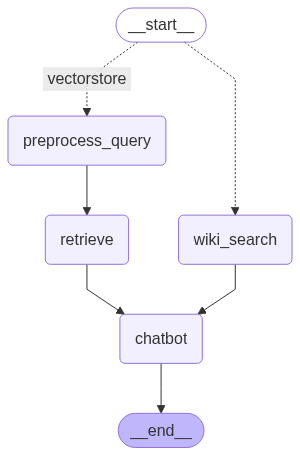 __start__
vectorstore
preprocess_query
retrieve
wiki_search
chatbot
__end__